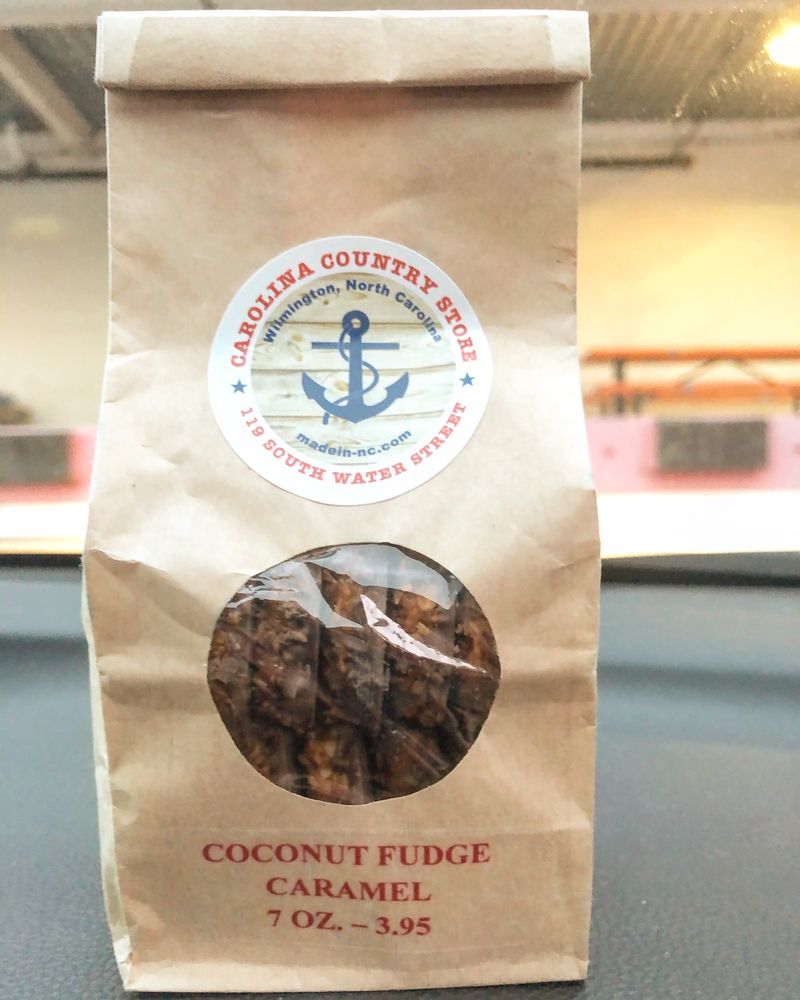 CAROLINA COUNTRY STORE
Wilmington, North Carolina
madein-nc.com
119 SOUTH WATER STREET
COCONUT FUDGE
CARAMEL
7 OZ. – 3.95